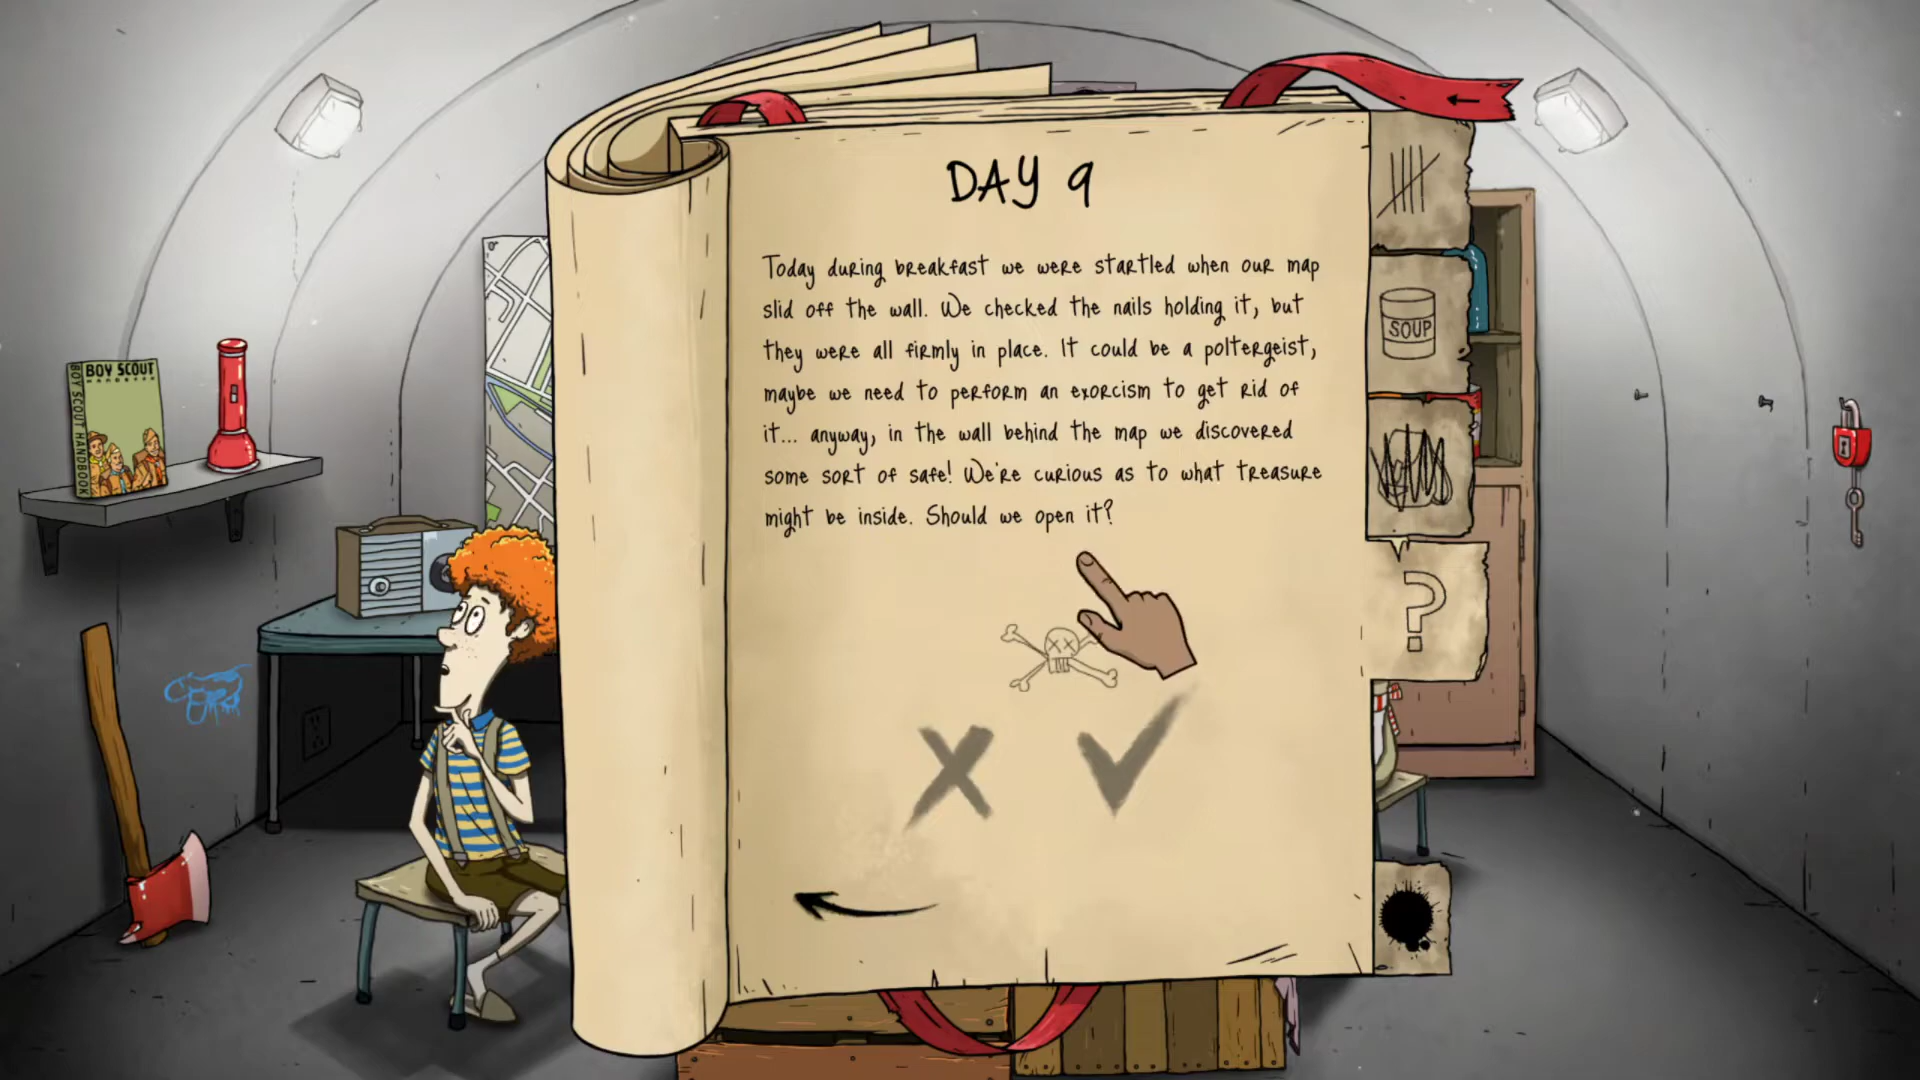 DAY 9
Today during breakfast we were startled when our map
slid off the wall. We checked the nails holding it, but
they were all firmly in place. It could be a poltergeist,
maybe we need to perform an exorcism to get rid of
it... anyway, in the wall behind the map we discovered
some sort of safe! We're curious as to what treasure
might be inside. Should we open it?
SOUP
?
BOY SCOUT
HANDBOOK
BOY SCOUT HANDBOOK